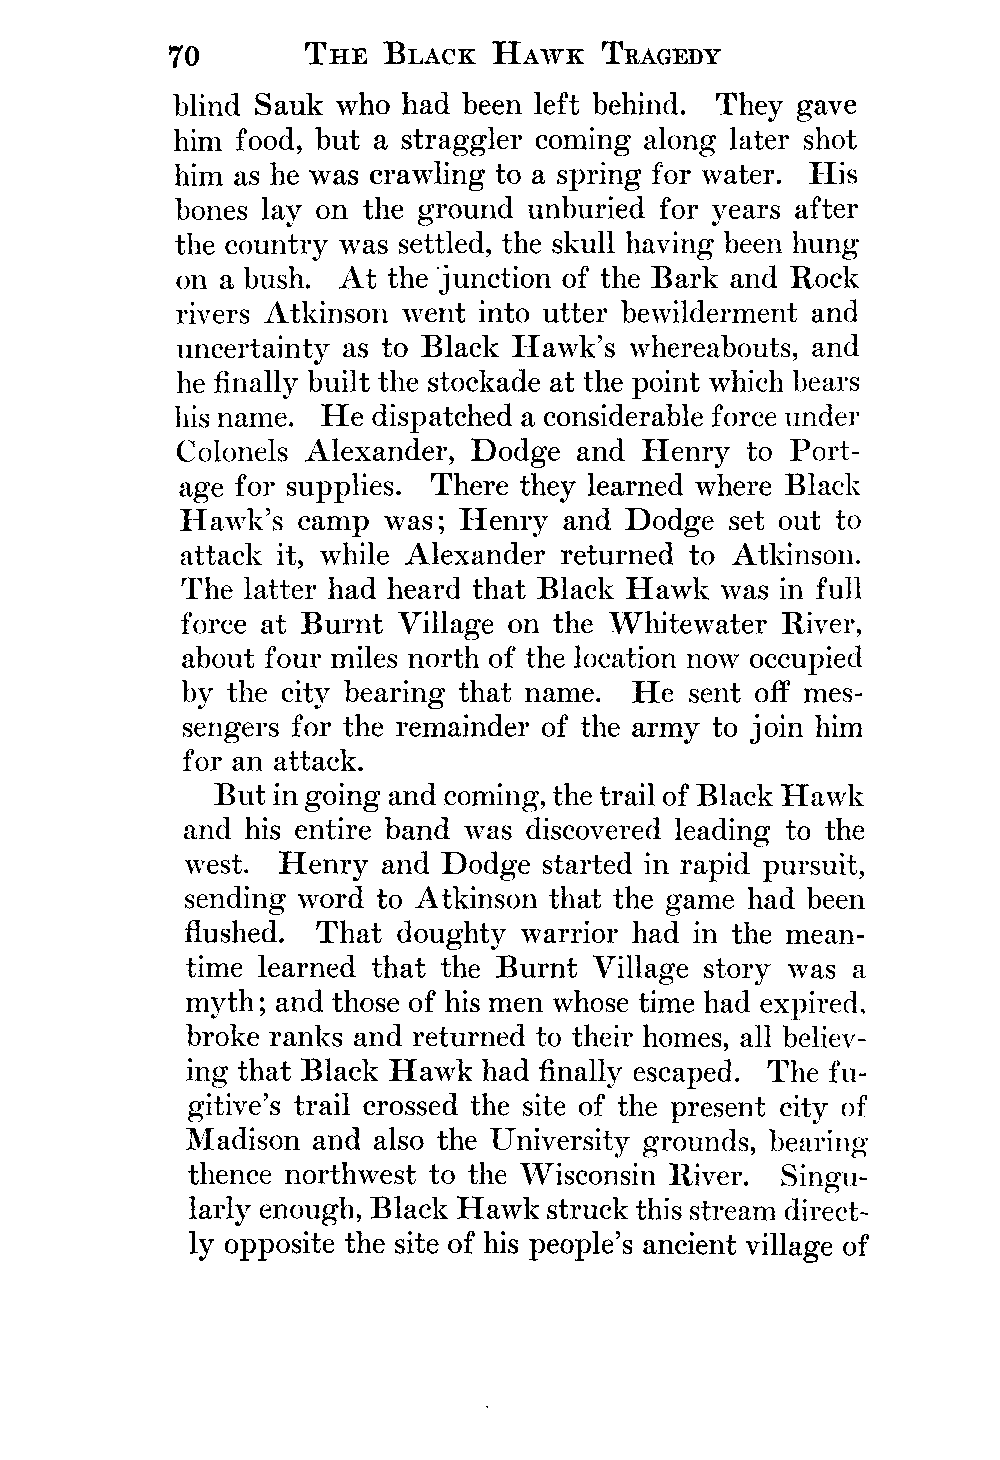 70 THE BLACK HAWK TRAGEDY
blind Sauk who had been left behind. They gave
him food, but a straggler coming along later shot
him as he was crawling to a spring for water. His
bones lay on the ground unburied for years after
the country was settled, the skull having been hung
on a bush. At the junction of the Bark and Rock
rivers Atkinson went into utter bewilderment and
uncertainty as to Black Hawk's whereabouts, and
he finally built the stockade at the point which bears
his name. He dispatched a considerable force under
Colonels Alexander, Dodge and Henry to Port-
age for supplies. There they learned where Black
Hawk's camp was; Henry and Dodge set out to
attack it, while Alexander returned to Atkinson.
The latter had heard that Black Hawk was in full
force at Burnt Village on the Whitewater River,
about four miles north of the location now occupied
by the city bearing that name. He sent off mes-
sengers for the remainder of the army to join him
for an attack.
But in going and coming, the trail of Black Hawk
and his entire band was discovered leading to the
west. Henry and Dodge started in rapid pursuit,
sending word to Atkinson that the game had been
flushed. That doughty warrior had in the mean-
time learned that the Burnt Village story was a
myth; and those of his men whose time had expired,
broke ranks and returned to their homes, all believ-
ing that Black Hawk had finally escaped. The fu-
gitive's trail crossed the site of the present city of
Madison and also the University grounds, bearing
thence northwest to the Wisconsin River. Singu-
larly enough, Black Hawk struck this stream direct-
ly opposite the site of his people's ancient village of